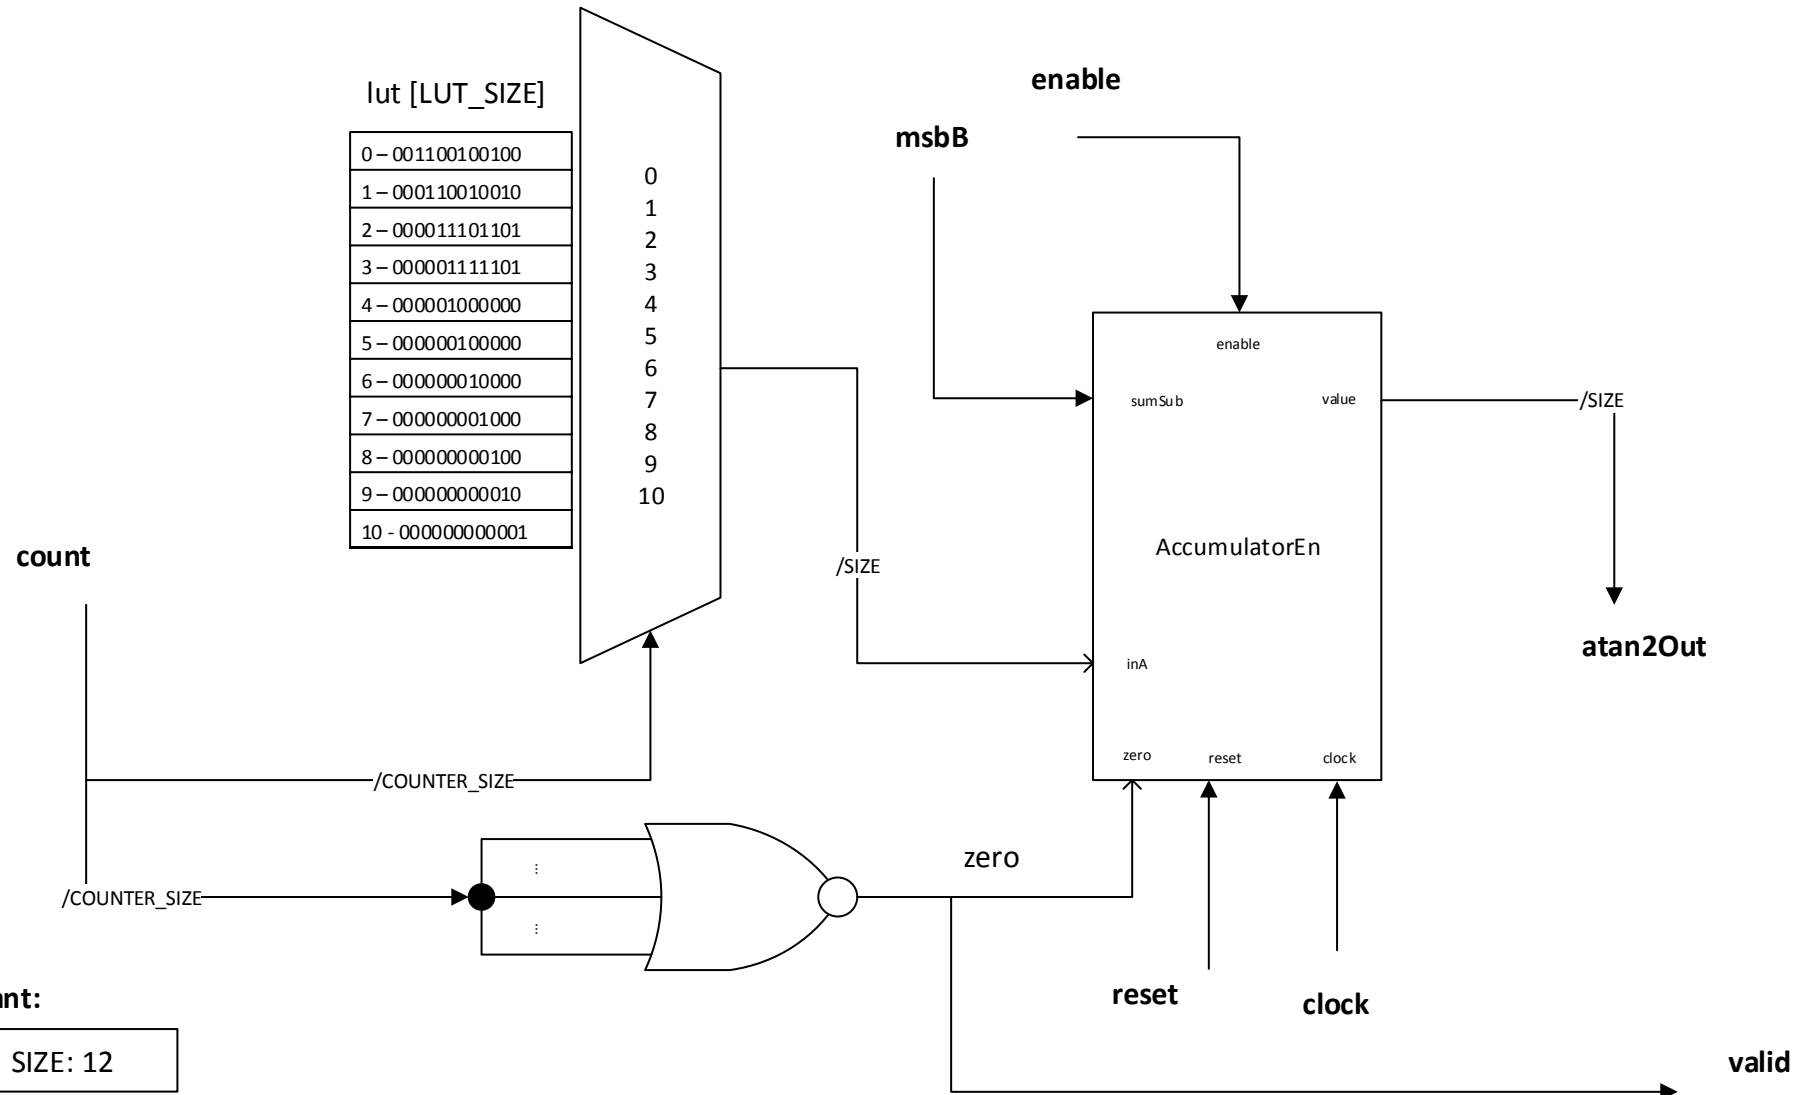 enable
lut [LUT_SIZE]
msbB
0 – 001100100100
1 – 000110010010
2 – 000011101101
3 – 000001111101
4 – 000001000000
5 – 000000100000
6 – 000000010000
7 – 000000001000
8 – 000000000100
9 – 000000000010
10 - 000000000001
0
1
2
3
4
5
6
7
8
9
10
enable
sumSub
value
/SIZE
AccumulatorEn
count
/SIZE
atan2Out
inA
zero
reset
clock
/COUNTER_SIZE
...
zero
/COUNTER_SIZE
...
nt:
reset
clock
SIZE: 12
valid